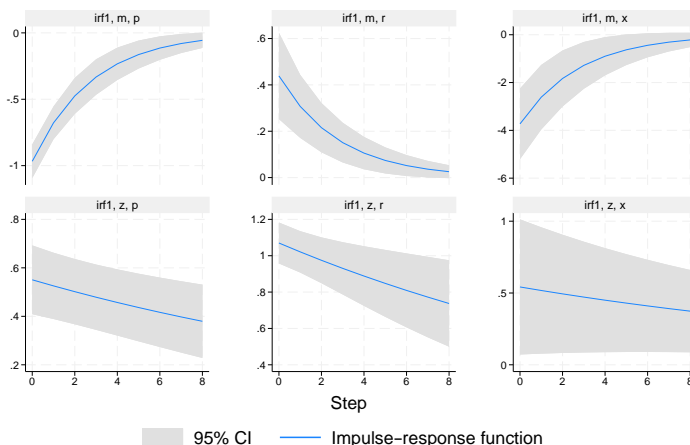 irf1, m, p
irf1, m, r
irf1, m, x
0
-.5
-1
.6
.4
.2
0
0
-2
-4
-6
irf1, z, p
irf1, z, r
irf1, z, x
.8
.6
.4
.2
1.2
1
.8
.6
.4
1
.5
0
0 2 4 6 8
0 2 4 6 8
0 2 4 6 8
Step
95% CI
Impulse-response function